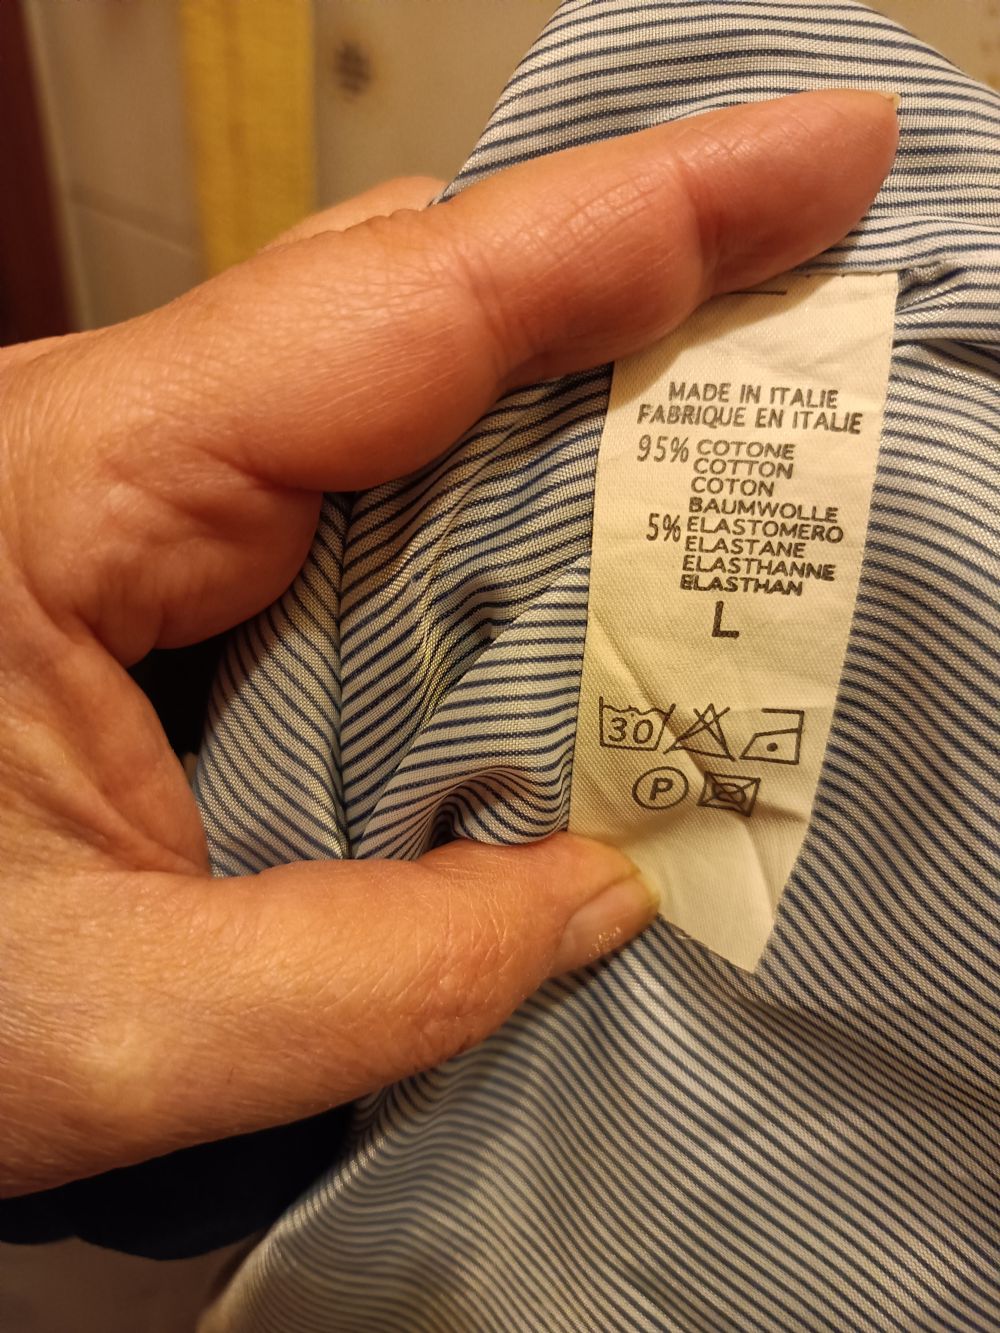 MADE IN ITALIE
FABRIQUE EN ITALIE
95% COTONE
COTTON
COTON
BAUMWOLLE
5% ELASTOMERO
ELASTANE
ELASTHANNE
ELASTHAN
L
30
P